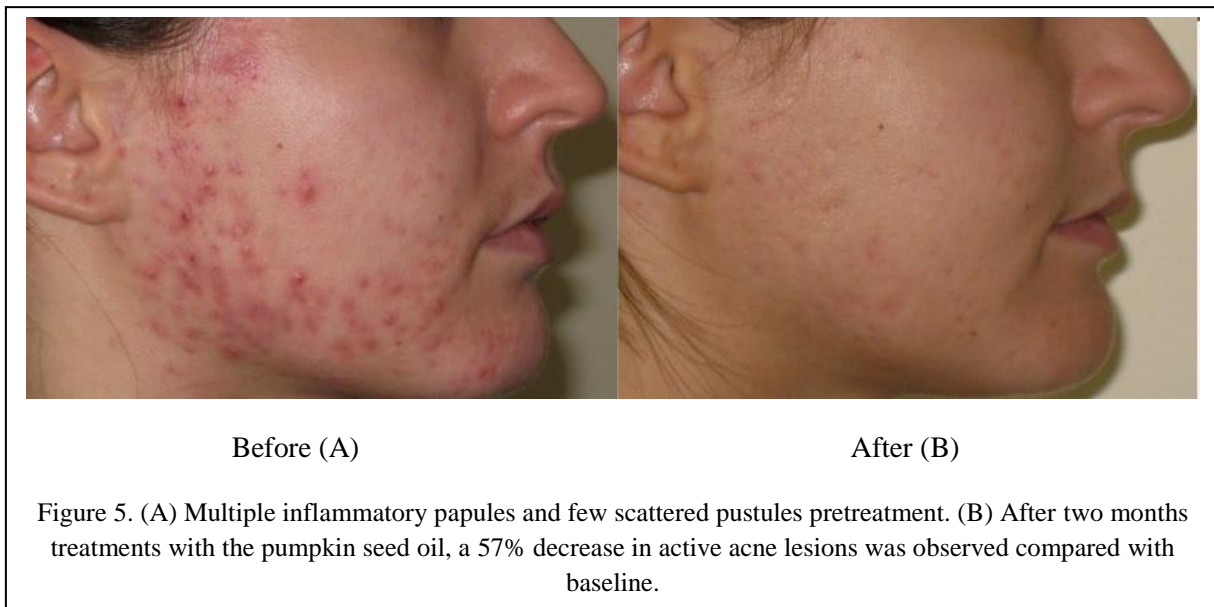 Before (A)
After (B)
Figure 5. (A) Multiple inflammatory papules and few scattered pustules pretreatment. (B) After two months
treatments with the pumpkin seed oil, a 57% decrease in active acne lesions was observed compared with
baseline.